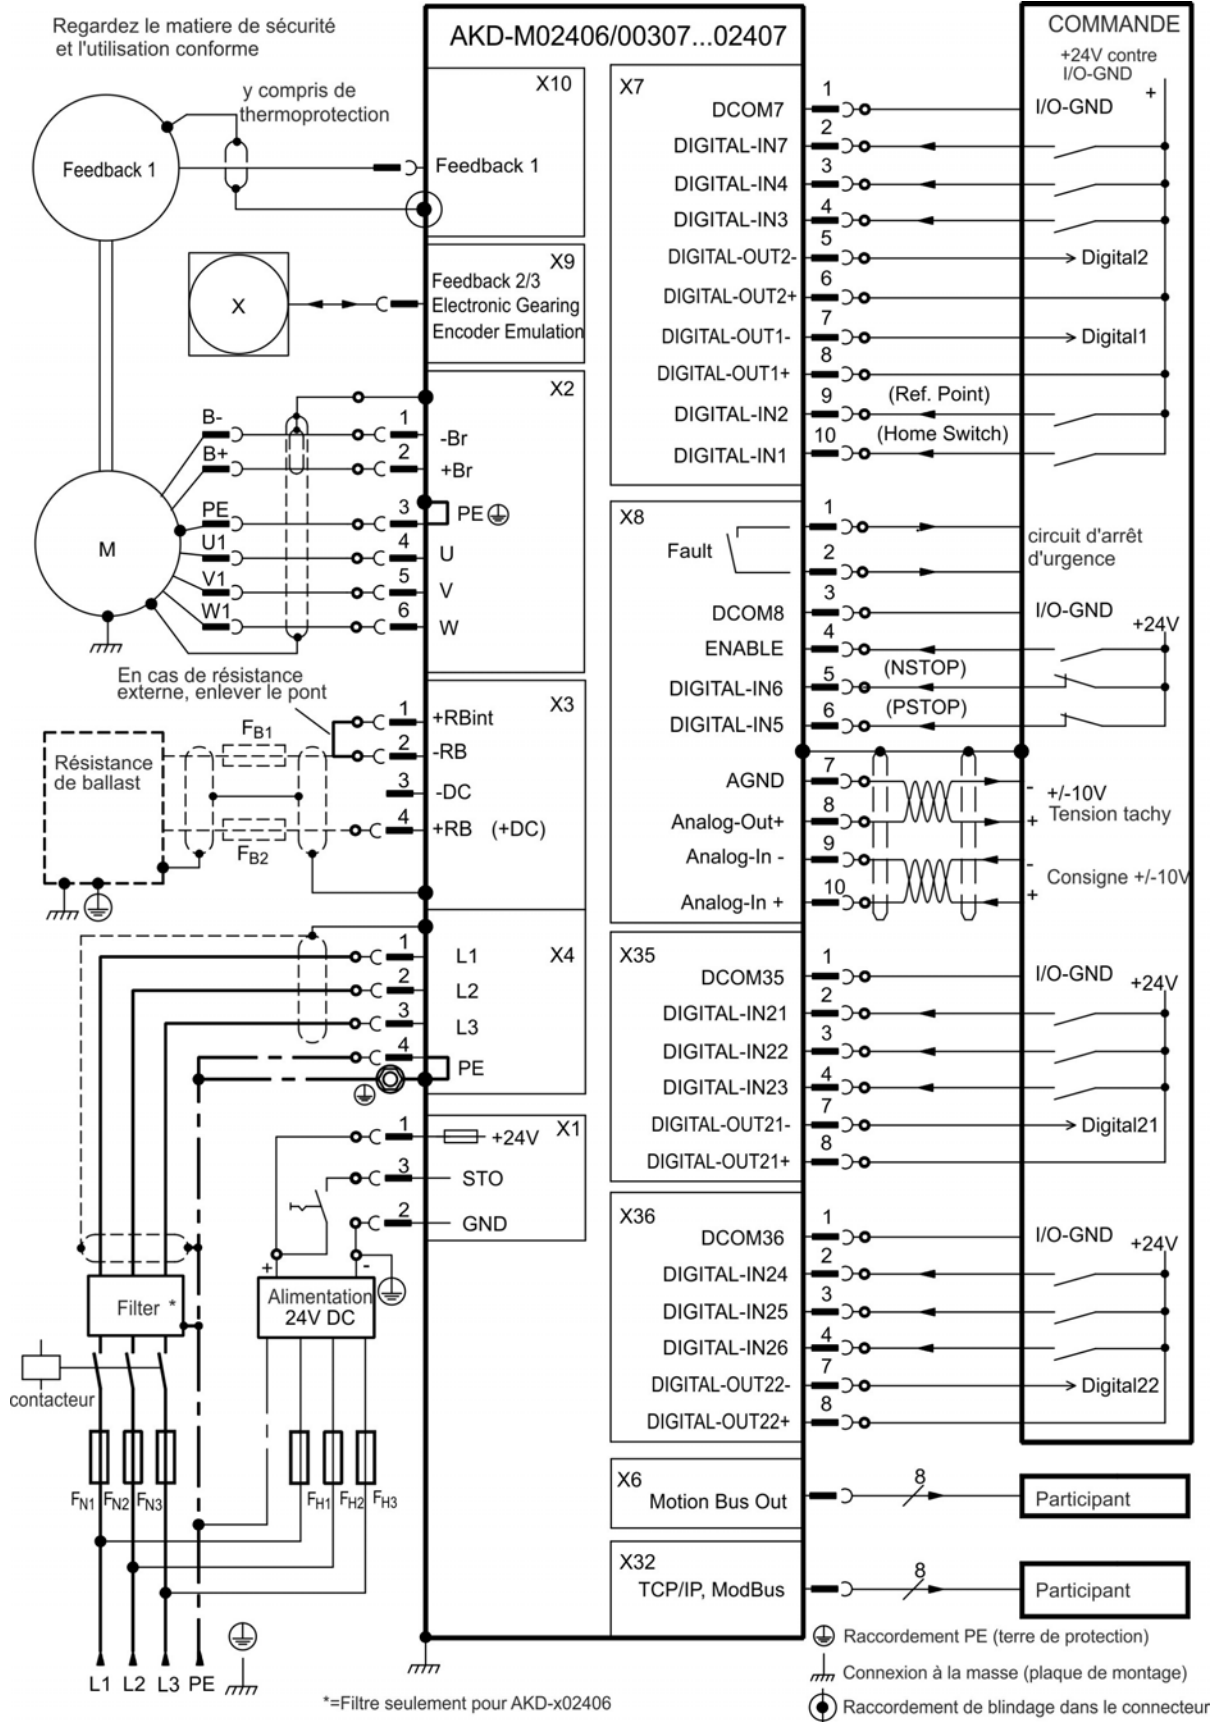 Regardez le matiere de sécurité
et l'utilisation conforme
AKD-M02406/00307...02407
COMMANDE
+24V contre
I/O-GND
+
y compris de
thermoprotection
Feedback 1
X10
Feedback 1
X
X9
Feedback 2/3
Electronic Gearing
Encoder Emulation
X2
B-
1
-Br
B+
2
+Br
PE
3
PE
U1
4
U
V1
5
V
W1
6
W
M
En cas de résistance
externe, enlever le pont
X3
Résistance
de ballast
FB1
FB2
1
+RBint
2
-RB
3
-DC
4
+RB (+DC)
X4
1
L1
2
L2
3
L3
4
PE
X1
1
+24V
3
STO
2
GND
+
-
Alimentation
24V DC
Filter *
contacteur
FN1
FN2
FN3
FH1
FH2
FH3
L1
L2
L3
PE
*=Filtre seulement pour AKD-x02406
X7
DCOM7
1
I/O-GND
DIGITAL-IN7
2
DIGITAL-IN4
3
DIGITAL-IN3
4
DIGITAL-OUT2-
5
Digital2
DIGITAL-OUT2+
6
DIGITAL-OUT1-
7
Digital1
DIGITAL-OUT1+
8
DIGITAL-IN2
9
(Ref. Point)
DIGITAL-IN1
10
(Home Switch)
X8
Fault
1
2
circuit d'arrêt
d'urgence
DCOM8
3
I/O-GND
+24V
ENABLE
4
DIGITAL-IN6
5
(NSTOP)
DIGITAL-IN5
6
(PSTOP)
AGND
7
-
+/-10V
Tension tachy
Analog-Out+
8
+
Analog-In -
9
-
Consigne +/-10V
Analog-In +
10
+
X35
DCOM35
1
I/O-GND
+24V
DIGITAL-IN21
2
DIGITAL-IN22
3
DIGITAL-IN23
4
DIGITAL-OUT21-
7
Digital21
DIGITAL-OUT21+
8
X36
DCOM36
1
I/O-GND
+24V
DIGITAL-IN24
2
DIGITAL-IN25
3
DIGITAL-IN26
4
DIGITAL-OUT22-
7
Digital22
DIGITAL-OUT22+
8
X6
Motion Bus Out
8
Participant
X32
TCP/IP, ModBus
8
Participant
Raccordement PE (terre de protection)
Connexion à la masse (plaque de montage)
Raccordement de blindage dans le connecteur